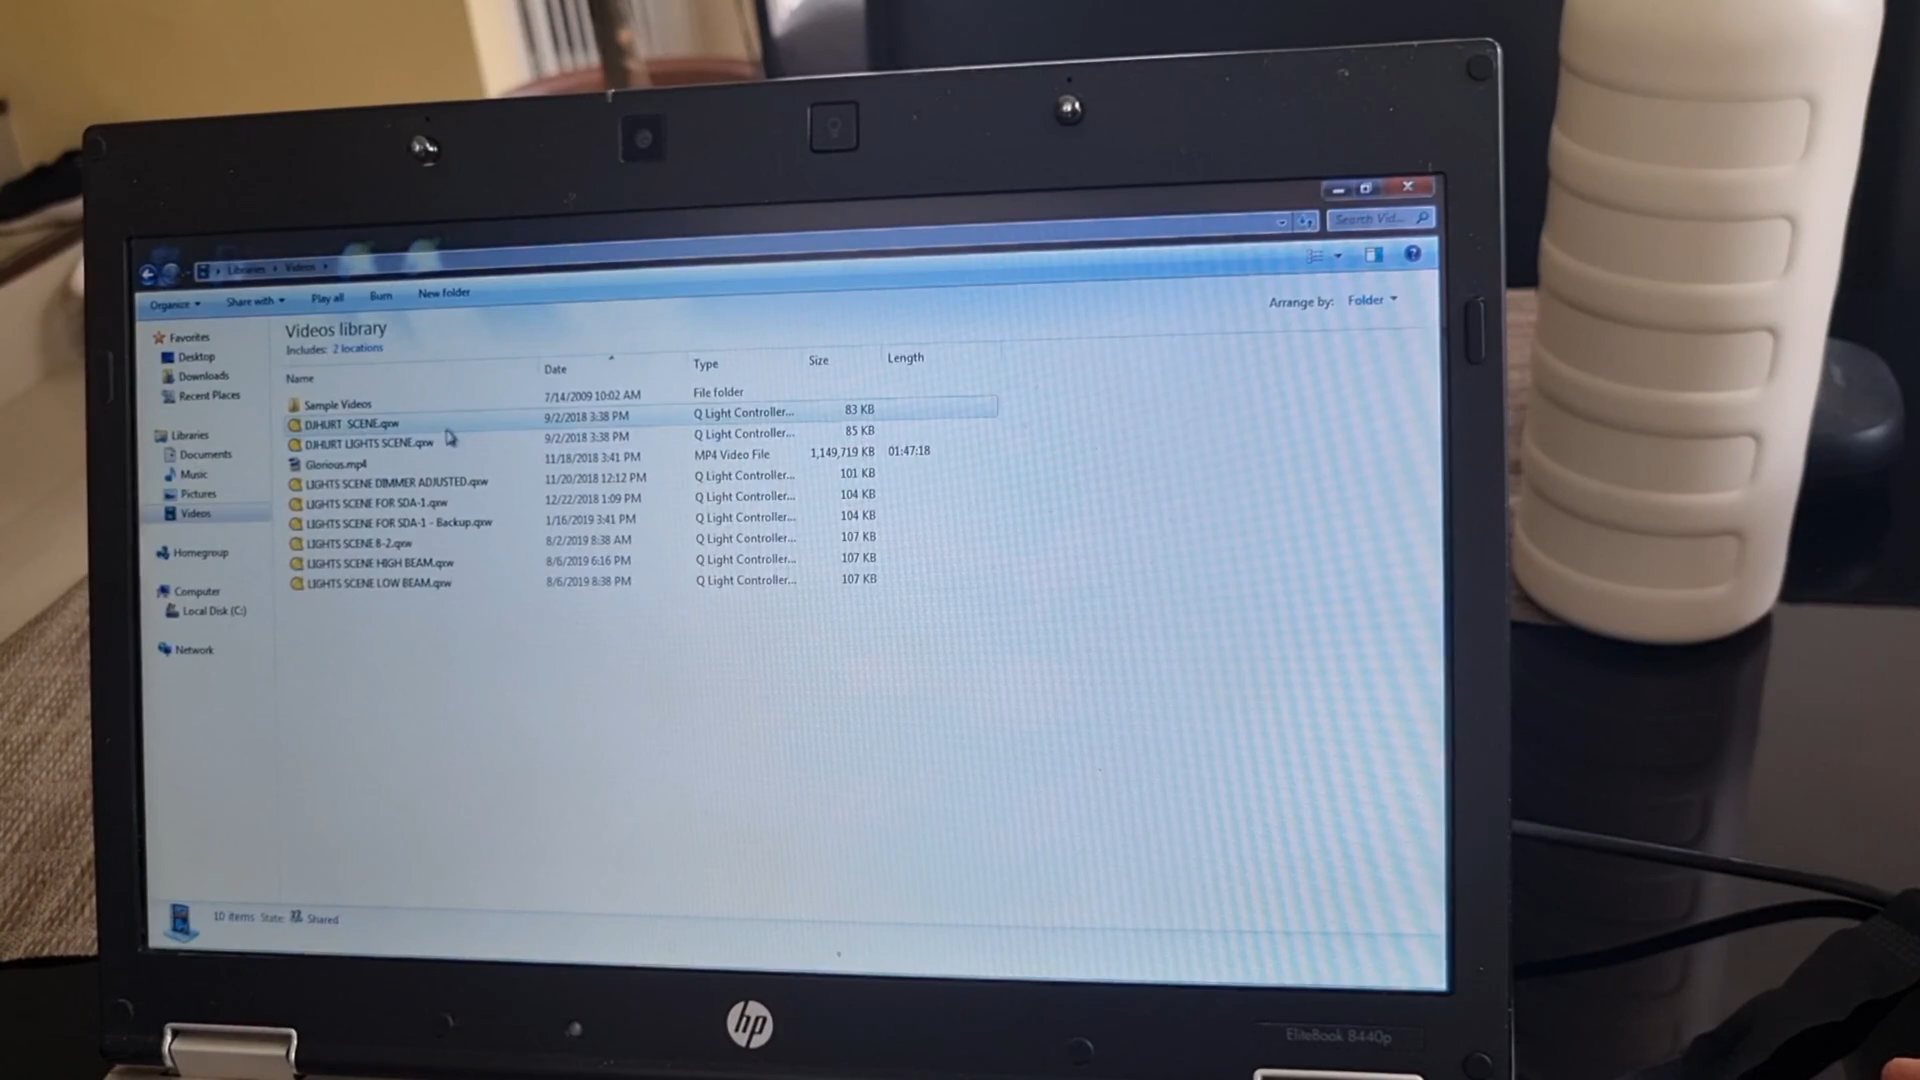 Search Vid...
Libraries Videos
Organize Share with Play all Burn New folder
Videos library
Includes: 2 locations
Arrange by: Folder
Name Date Type Size Length
Sample Videos 7/14/2009 10:02 AM File folder
DJHURT SCENE.qxw 9/2/2018 3:38 PM Q Light Controller... 83 KB
DJHURT LIGHTS SCENE.qxw 9/2/2018 3:38 PM Q Light Controller... 85 KB
Glorious.mp4 11/18/2018 3:41 PM MP4 Video File 1,149,719 KB 01:47:18
LIGHTS SCENE DIMMER ADJUSTED.qxw 11/20/2018 12:12 PM Q Light Controller... 101 KB
LIGHTS SCENE FOR SDA-1.qxw 12/22/2018 1:09 PM Q Light Controller... 104 KB
LIGHTS SCENE FOR SDA-1 - Backup.qxw 1/16/2019 3:41 PM Q Light Controller... 104 KB
LIGHTS SCENE 8-2.qxw 8/2/2019 8:38 AM Q Light Controller... 107 KB
LIGHTS SCENE HIGH BEAM.qxw 8/6/2019 6:16 PM Q Light Controller... 107 KB
LIGHTS SCENE LOW BEAM.qxw 8/6/2019 8:38 PM Q Light Controller... 107 KB
Favorites
Desktop
Downloads
Recent Places
Libraries
Documents
Music
Pictures
Videos
Homegroup
Computer
Local Disk (C:)
Network
10 items State: Shared
hp
EliteBook 8440p